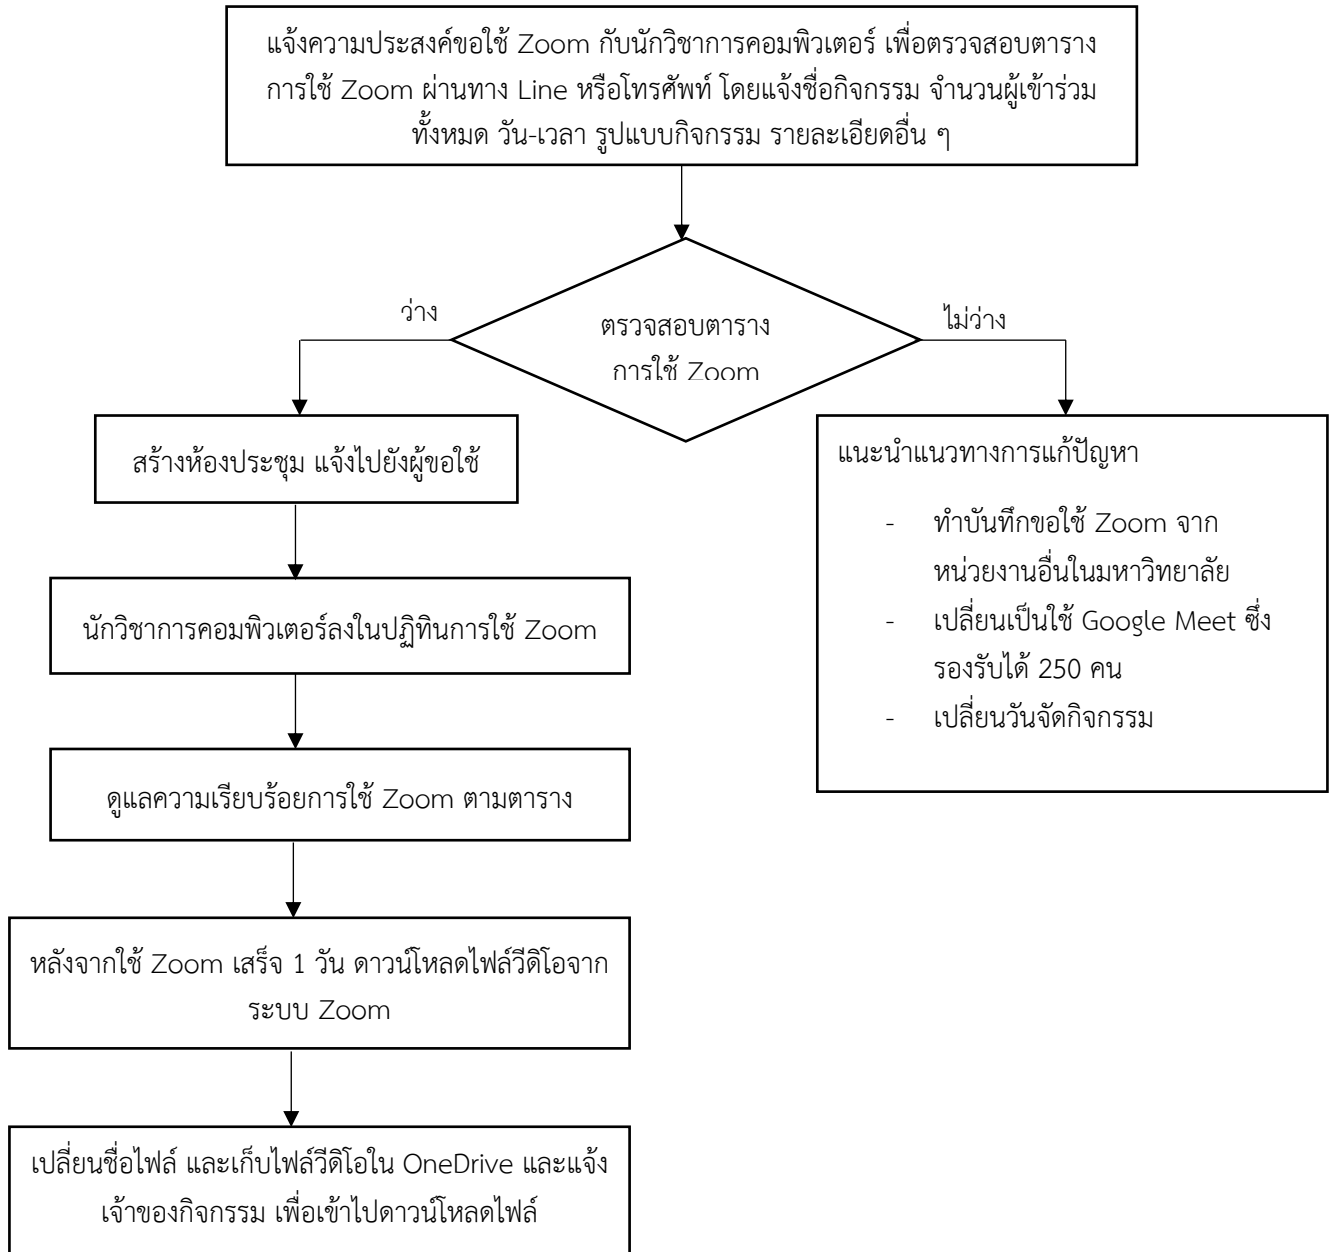 แจ้งความประสงค์ขอใช้ Zoom กับนักวิชาการคอมพิวเตอร์ เพื่อตรวจสอบตาราง
การใช้ Zoom ผ่านทาง Line หรือโทรศัพท์ โดยแจ้งชื่อกิจกรรม จำนวนผู้เข้าร่วม
ทั้งหมด วัน-เวลา รูปแบบกิจกรรม รายละเอียดอื่น ๆ
ตรวจสอบตาราง
การใช้ Zoom
ว่าง
ไม่ว่าง
สร้างห้องประชุม แจ้งไปยังผู้ขอใช้
นักวิชาการคอมพิวเตอร์ลงในปฏิทินการใช้ Zoom
ดูแลความเรียบร้อยการใช้ Zoom ตามตาราง
หลังจากใช้ Zoom เสร็จ 1 วัน ดาวน์โหลดไฟล์วีดิโอจาก
ระบบ Zoom
เปลี่ยนชื่อไฟล์ และเก็บไฟล์วีดิโอใน OneDrive และแจ้ง
เจ้าของกิจกรรม เพื่อเข้าไปดาวน์โหลดไฟล์
แนะนำแนวทางการแก้ปัญหา
- ทำบันทึกขอใช้ Zoom จาก
หน่วยงานอื่นในมหาวิทยาลัย
- เปลี่ยนเป็นใช้ Google Meet ซึ่ง
รองรับได้ 250 คน
- เปลี่ยนวันจัดกิจกรรม